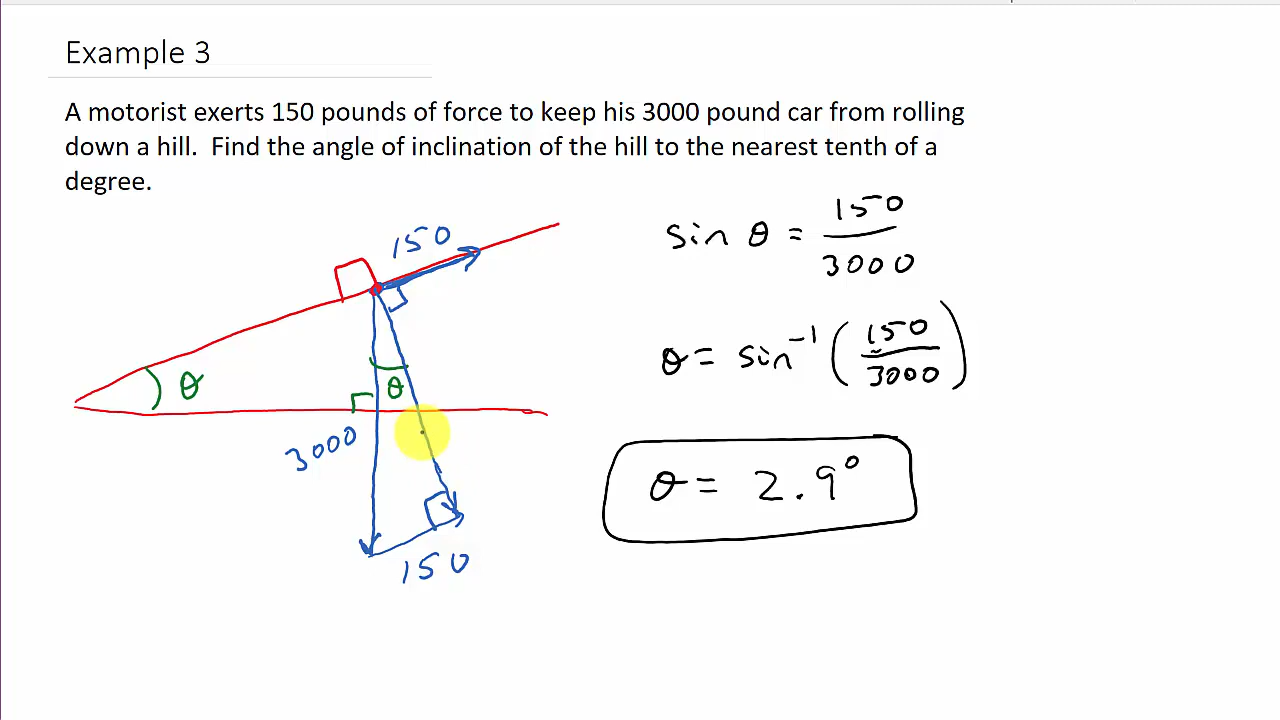 Example 3
A motorist exerts 150 pounds of force to keep his 3000 pound car from rolling
down a hill.  Find the angle of inclination of the hill to the nearest tenth of a
degree.
150
θ
θ
3000
150
sin θ = 150/3000
θ = sin⁻¹ (150/3000)
θ = 2.9°